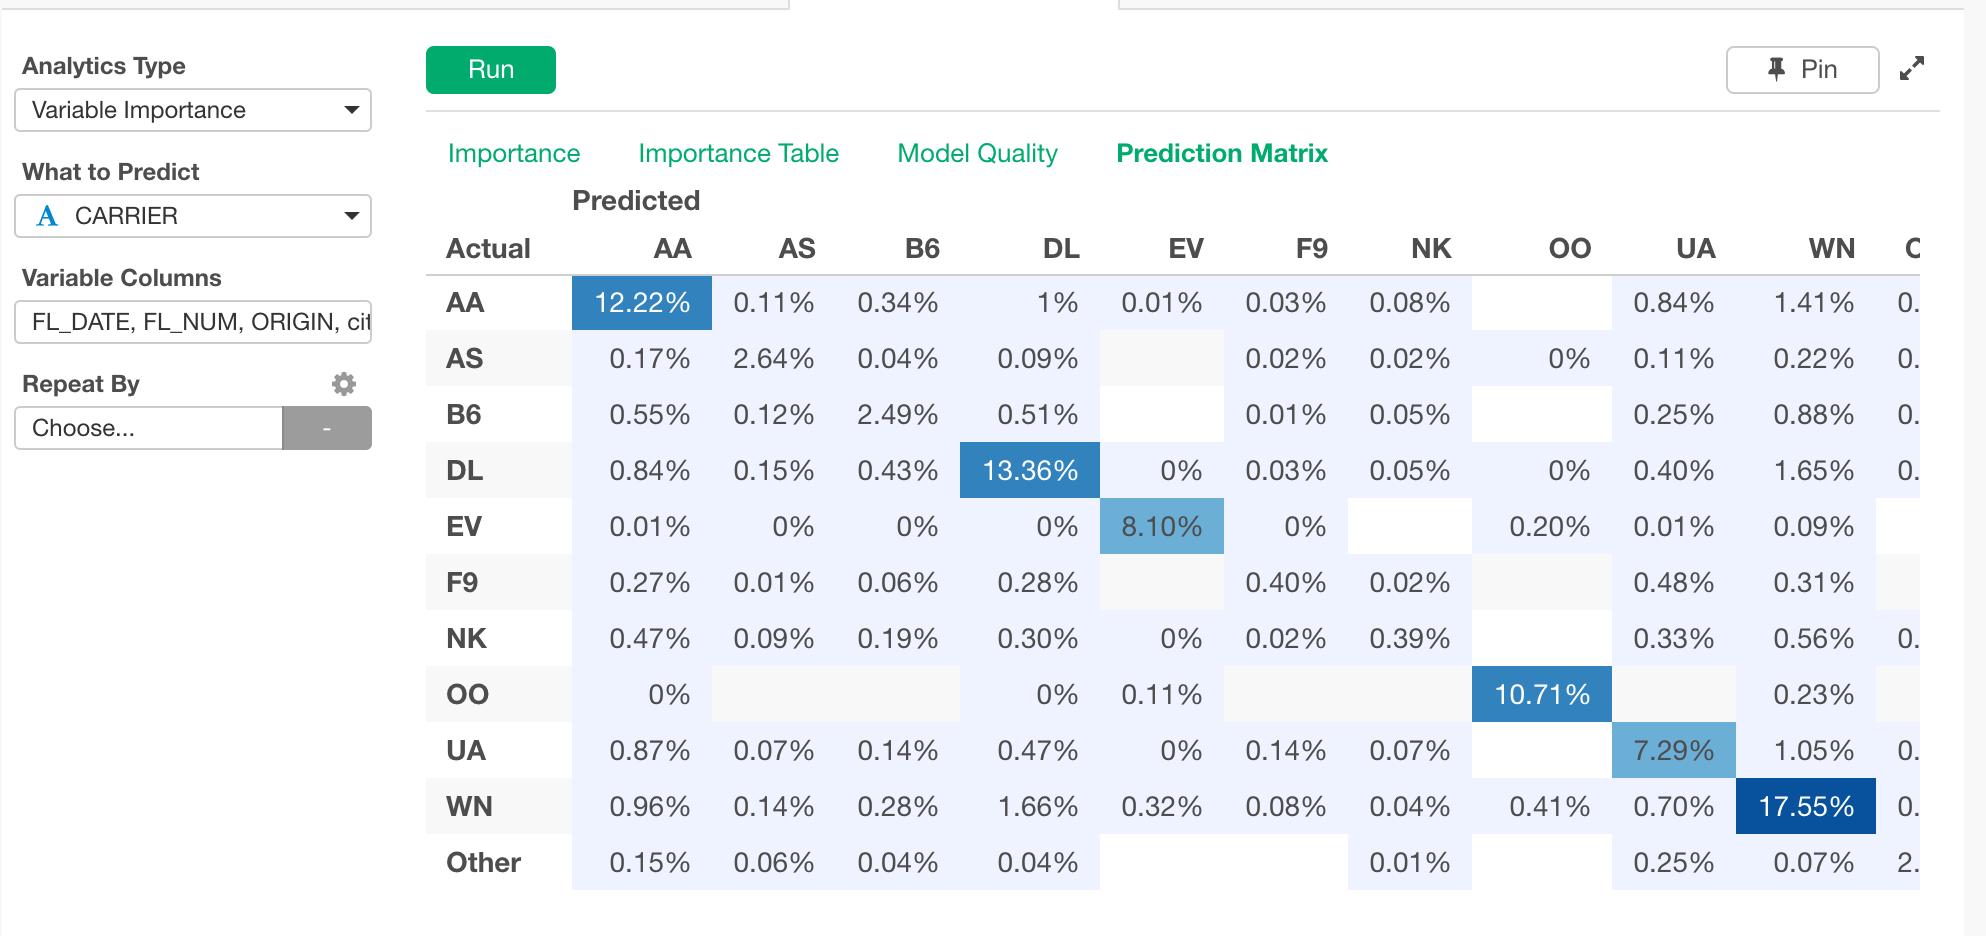 Analytics Type
Variable Importance
What to Predict
A CARRIER
Variable Columns
FL_DATE, FL_NUM, ORIGIN, cit
Repeat By
Choose... -
Run
Pin
Importance Importance Table Model Quality Prediction Matrix
Predicted
Actual AA AS B6 DL EV F9 NK OO UA WN
AA 12.22% 0.11% 0.34% 1% 0.01% 0.03% 0.08% 0.84% 1.41% 0.
AS 0.17% 2.64% 0.04% 0.09% 0.02% 0.02% 0% 0.11% 0.22% 0.
B6 0.55% 0.12% 2.49% 0.51% 0.01% 0.05% 0.25% 0.88% 0.
DL 0.84% 0.15% 0.43% 13.36% 0% 0.03% 0.05% 0% 0.40% 1.65% 0.
EV 0.01% 0% 0% 0% 8.10% 0% 0.20% 0.01% 0.09%
F9 0.27% 0.01% 0.06% 0.28% 0.40% 0.02% 0.48% 0.31%
NK 0.47% 0.09% 0.19% 0.30% 0% 0.02% 0.39% 0.33% 0.56% 0.
OO 0% 0% 0.11% 10.71% 0.23%
UA 0.87% 0.07% 0.14% 0.47% 0% 0.14% 0.07% 7.29% 1.05% 0.
WN 0.96% 0.14% 0.28% 1.66% 0.32% 0.08% 0.04% 0.41% 0.70% 17.55% 0.
Other 0.15% 0.06% 0.04% 0.04% 0.01% 0.25% 0.07% 2.